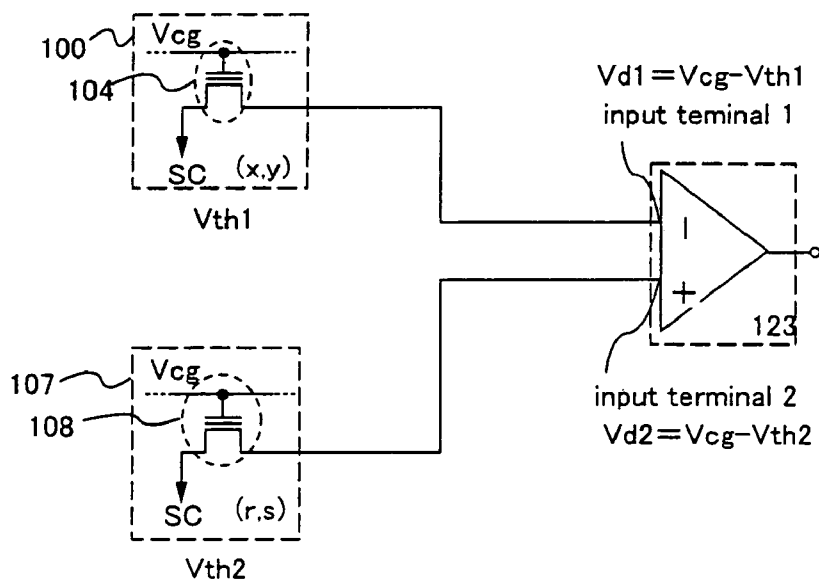 100
Vcg
104
SC (x,y)
Vth1
Vd1=Vcg-Vth1
input teminal 1
-
+
123
107
Vcg
108
SC (r,s)
Vth2
input terminal 2
Vd2=Vcg-Vth2